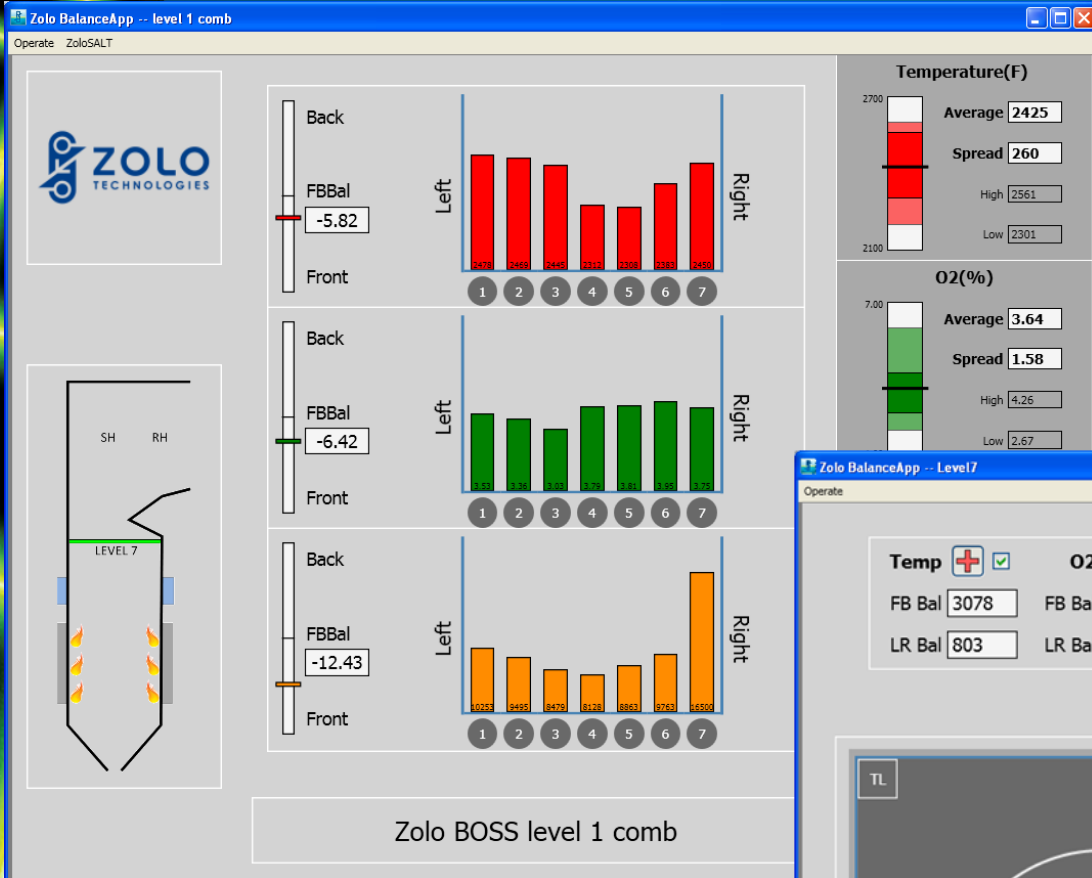 Zolo BalanceApp -- level 1 comb
Operate ZoloSALT
ZOLO
TECHNOLOGIES
SH RH
LEVEL 7
Back
FBBal
-5.82
Front
Left
2478 2469 2445 2312 2308 2383 2450
1 2 3 4 5 6 7
Right
Back
FBBal
-6.42
Front
Left
3.53 3.36 3.03 3.79 3.81 3.95 3.75
1 2 3 4 5 6 7
Right
Back
FBBal
-12.43
Front
Left
10253 9495 8479 8128 8863 9763 16500
1 2 3 4 5 6 7
Right
Zolo BOSS level 1 comb
Temperature(F)
2700
Average 2425
Spread 260
High 2561
Low 2301
2100
O2(%)
7.00
Average 3.64
Spread 1.58
High 4.26
Low 2.67
Zolo BalanceApp -- Level7
Operate
Temp O2
FB Bal 3078 FB Ba
LR Bal 803 LR Ba
TL